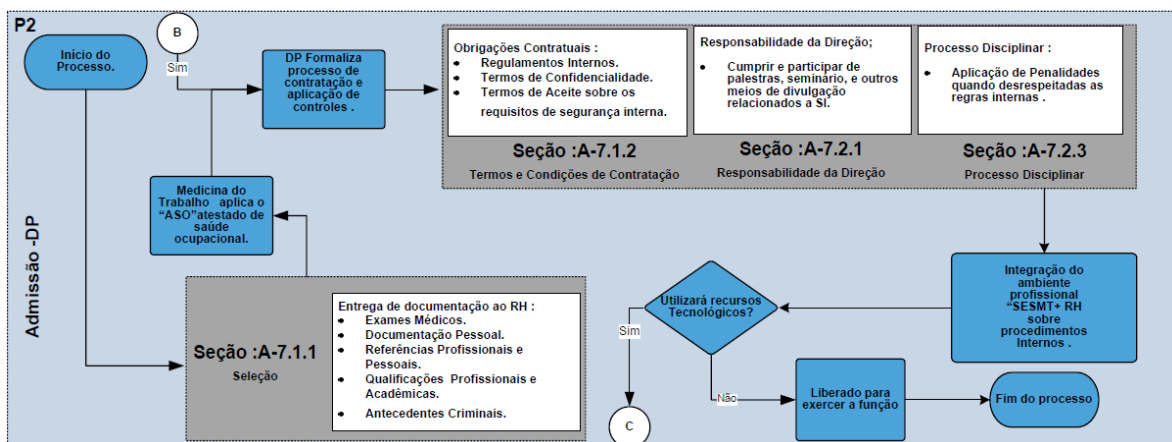 P2
Admissão -DP
Início do
Processo.
B
Sim
DP Formaliza
processo de
contratação e
aplicação de
controles .
Obrigações Contratuais :
• Regulamentos Internos.
• Termos de Confidencialade.
• Termos de Aceite sobre os
requisitos de segurança interna.
Seção :A-7.1.2
Termos e Condições de Contratação
Responsabilidade da Direção;
• Cumprir e participar de
palestras, seminário, e outros
meios de divulgação
relacionados a SI.
Seção :A-7.2.1
Responsabilidade da Direção
Processo Disciplinar :
• Aplicação de Penalidades
quando desrespeitadas as
regras internas .
Seção :A-7.2.3
Processo Disciplinar
Medicina do
Trabalho aplica o
“ASO”atestado de
saúde
ocupacional.
Seção :A-7.1.1
Seleção
Entrega de documentação ao RH :
• Exames Médicos.
• Documentação Pessoal.
• Referências Profissionais e
Pessoais.
• Qualificações Profissionais e
Acadêmicas.
• Antecedentes Criminais.
Utilizará recursos
Tecnológicos?
Sim
C
Não
Integração do
ambiente
profissional
“SESMT+ RH
sobre
procedimentos
Internos .
Liberado para
exercer a função
Fim do processo